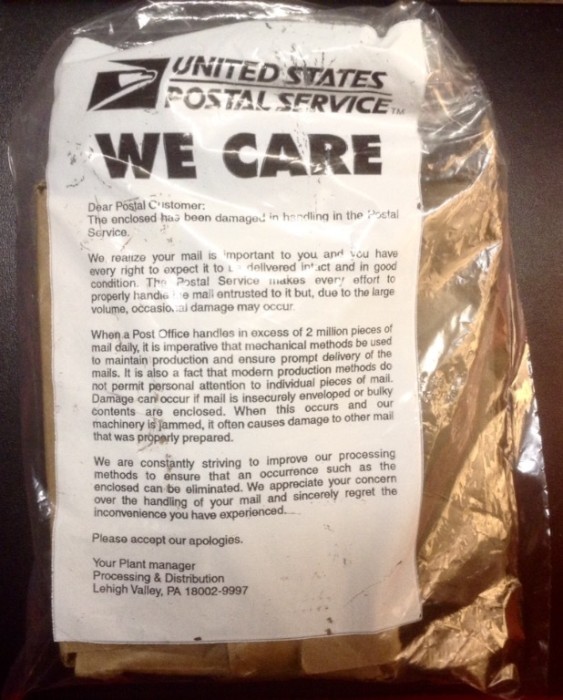 UNITED STATES
POSTAL SERVICE TM
WE CARE
Dear Postal Customer:
The enclosed has been damaged in handling in the Postal
Service.
We realize your mail is important to you and you have
every right to expect it to be delivered intact and in good
condition. The Postal Service makes every effort to
properly handle the mail entrusted to it but, due to the large
volume, occasional damage may occur.
When a Post Office handles in excess of 2 million pieces of
mail daily, it is imperative that mechanical methods be used
to maintain production and ensure prompt delivery of the
mails. It is also a fact that modern production methods do
not permit personal attention to individual pieces of mail.
Damage can occur if mail is insecurely enveloped or bulky
contents are enclosed. When this occurs and our
machinery is jammed, it often causes damage to other mail
that was properly prepared.
We are constantly striving to improve our processing
methods to ensure that an occurrence such as the
enclosed can be eliminated. We appreciate your concern
over the handling of your mail and sincerely regret the
inconvenience you have experienced.
Please accept our apologies.
Your Plant manager
Processing & Distribution
Lehigh Valley, PA 18002-9997